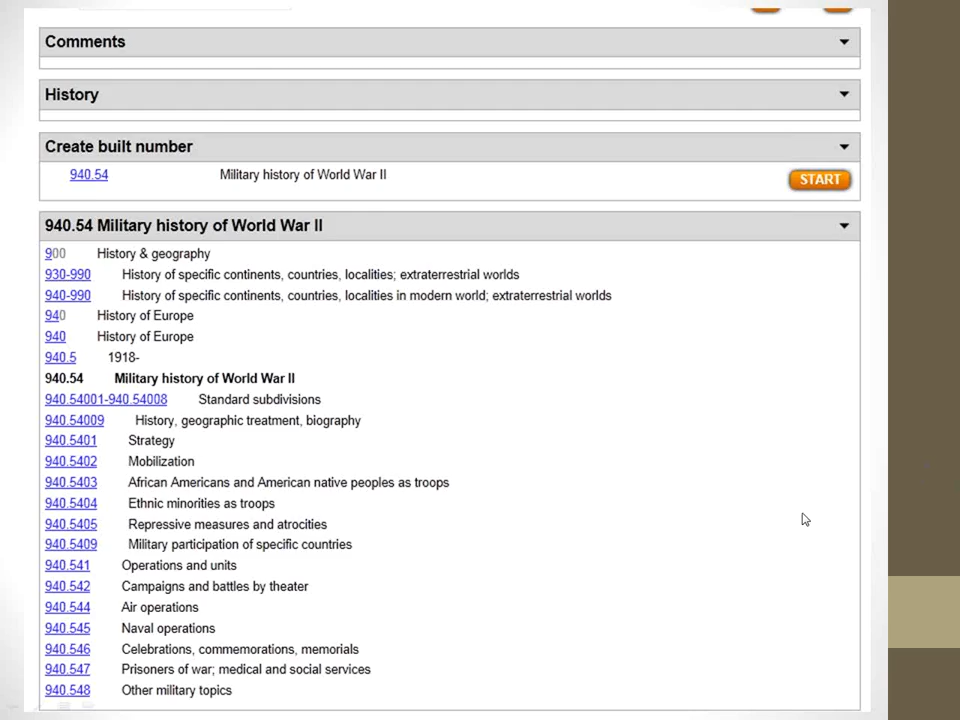 Comments
History
Create built number
940.54 Military history of World War II START
940.54 Military history of World War II
900 History & geography
930-990 History of specific continents, countries, localities; extraterrestrial worlds
940-990 History of specific continents, countries, localities in modern world; extraterrestrial worlds
940 History of Europe
940 History of Europe
940.5 1918-
940.54 Military history of World War II
940.54001-940.54008 Standard subdivisions
940.54009 History, geographic treatment, biography
940.5401 Strategy
940.5402 Mobilization
940.5403 African Americans and American native peoples as troops
940.5404 Ethnic minorities as troops
940.5405 Repressive measures and atrocities
940.5409 Military participation of specific countries
940.541 Operations and units
940.542 Campaigns and battles by theater
940.544 Air operations
940.545 Naval operations
940.546 Celebrations, commemorations, memorials
940.547 Prisoners of war; medical and social services
940.548 Other military topics